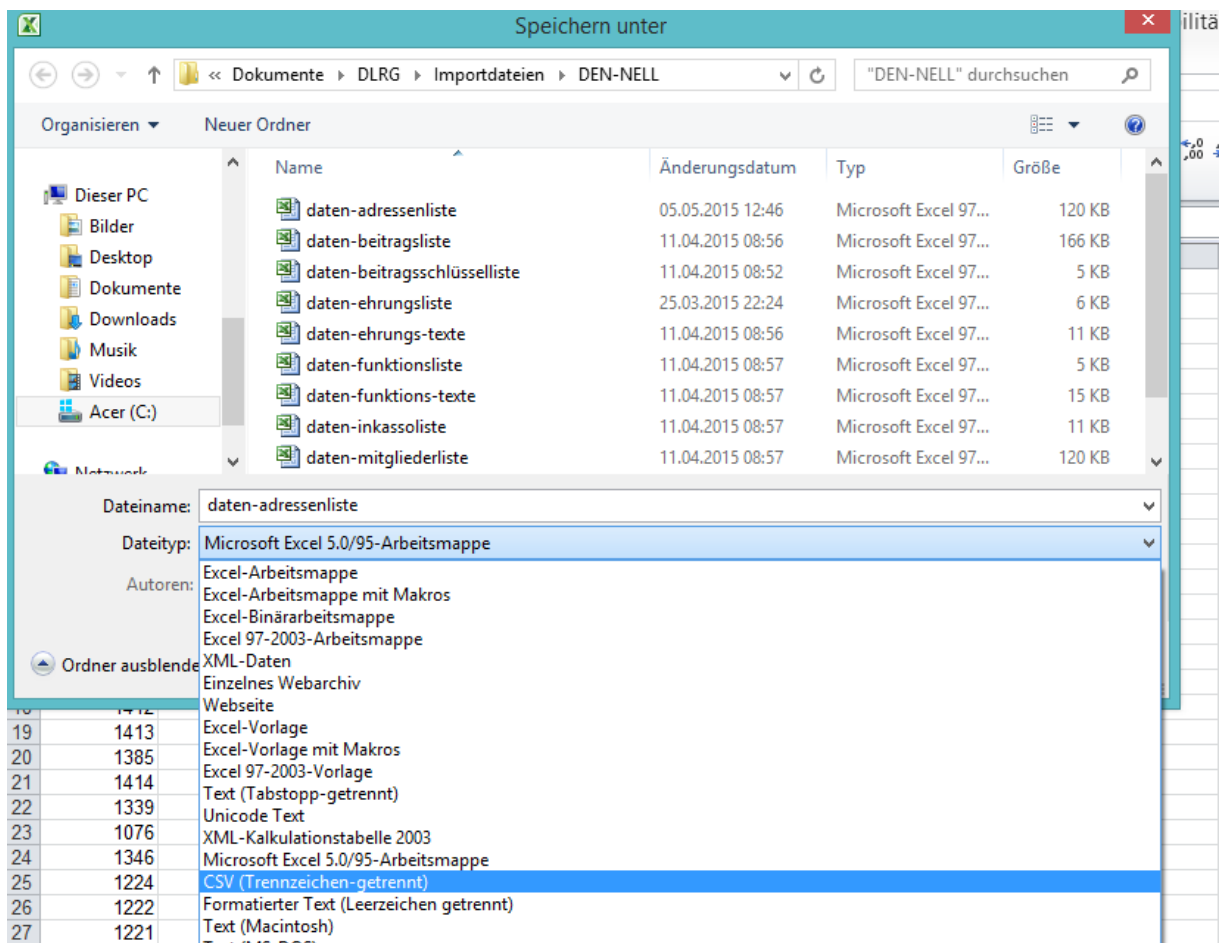 Speichern unter
ilitä
« Dokumente DLRG Importdateien DEN-NELL "DEN-NELL" durchsuchen
Organisieren Neuer Ordner
,0
,00
Name Änderungsdatum Typ Größe
Dieser PC
Bilder
Desktop
Dokumente
Downloads
Musik
Videos
Acer (C:)
Netzwerk
daten-adressenliste 05.05.2015 12:46 Microsoft Excel 97... 120 KB
daten-beitragsliste 11.04.2015 08:56 Microsoft Excel 97... 166 KB
daten-beitragsschlüsselliste 11.04.2015 08:52 Microsoft Excel 97... 5 KB
daten-ehrungsliste 25.03.2015 22:24 Microsoft Excel 97... 6 KB
daten-ehrungs-texte 11.04.2015 08:56 Microsoft Excel 97... 11 KB
daten-funktionsliste 11.04.2015 08:57 Microsoft Excel 97... 5 KB
daten-funktions-texte 11.04.2015 08:57 Microsoft Excel 97... 15 KB
daten-inkassoliste 11.04.2015 08:57 Microsoft Excel 97... 11 KB
daten-mitgliederliste 11.04.2015 08:57 Microsoft Excel 97... 120 KB
Dateiname: daten-adressenliste
Dateityp: Microsoft Excel 5.0/95-Arbeitsmappe
Autoren:
Ordner ausblende
Excel-Arbeitsmappe
Excel-Arbeitsmappe mit Makros
Excel-Binärarbeitsmappe
Excel 97-2003-Arbeitsmappe
XML-Daten
Einzelnes Webarchiv
Webseite
Excel-Vorlage
Excel-Vorlage mit Makros
Excel 97-2003-Vorlage
Text (Tabstopp-getrennt)
Unicode Text
XML-Kalkulationstabelle 2003
Microsoft Excel 5.0/95-Arbeitsmappe
CSV (Trennzeichen-getrennt)
Formatierter Text (Leerzeichen getrennt)
Text (Macintosh)
Text (MS-DOS)
18 1412
19 1413
20 1385
21 1414
22 1339
23 1076
24 1346
25 1224
26 1222
27 1221